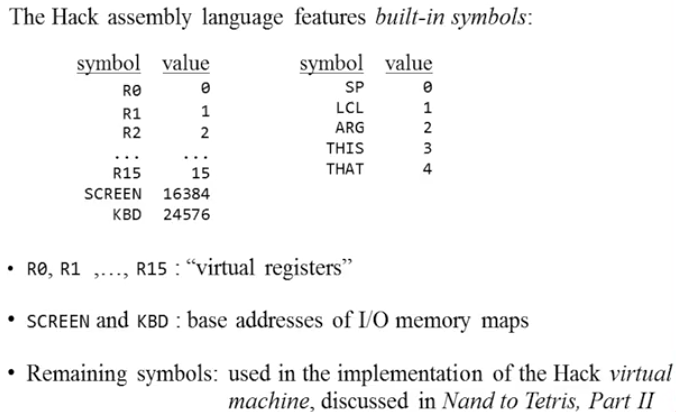 The Hack assembly language features built-in symbols:
symbol value
R0 0
R1 1
R2 2
... ...
R15 15
SCREEN 16384
KBD 24576
symbol value
SP 0
LCL 1
ARG 2
THIS 3
THAT 4
• R0, R1 ,..., R15 : “virtual registers”
• SCREEN and KBD : base addresses of I/O memory maps
• Remaining symbols: used in the implementation of the Hack virtual
machine, discussed in Nand to Tetris, Part II